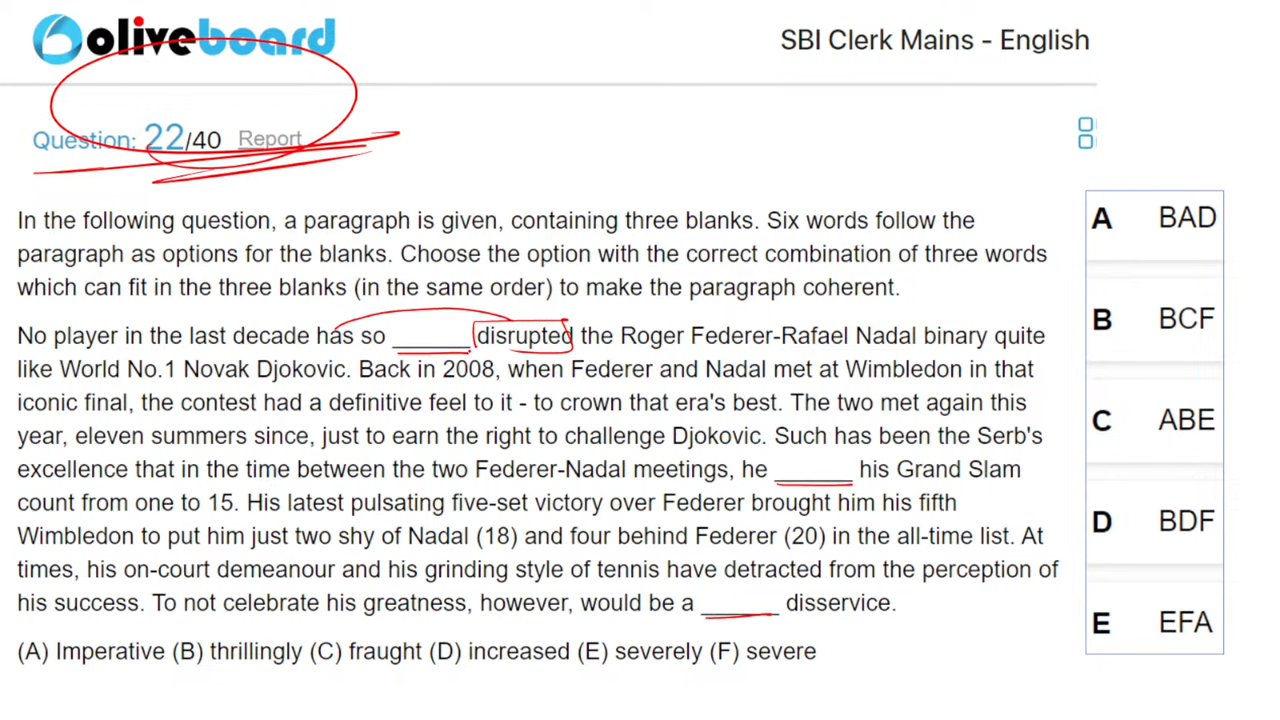 oliveboard
SBI Clerk Mains - English
Question: 22/40 Report
In the following question, a paragraph is given, containing three blanks. Six words follow the
paragraph as options for the blanks. Choose the option with the correct combination of three words
which can fit in the three blanks (in the same order) to make the paragraph coherent.
No player in the last decade has so ______ disrupted the Roger Federer-Rafael Nadal binary quite
like World No.1 Novak Djokovic. Back in 2008, when Federer and Nadal met at Wimbledon in that
iconic final, the contest had a definitive feel to it - to crown that era's best. The two met again this
year, eleven summers since, just to earn the right to challenge Djokovic. Such has been the Serb's
excellence that in the time between the two Federer-Nadal meetings, he ______ his Grand Slam
count from one to 15. His latest pulsating five-set victory over Federer brought him his fifth
Wimbledon to put him just two shy of Nadal (18) and four behind Federer (20) in the all-time list. At
times, his on-court demeanour and his grinding style of tennis have detracted from the perception of
his success. To not celebrate his greatness, however, would be a ______ disservice.
(A) Imperative (B) thrillingly (C) fraught (D) increased (E) severely (F) severe
A BAD
B BCF
C ABE
D BDF
E EFA